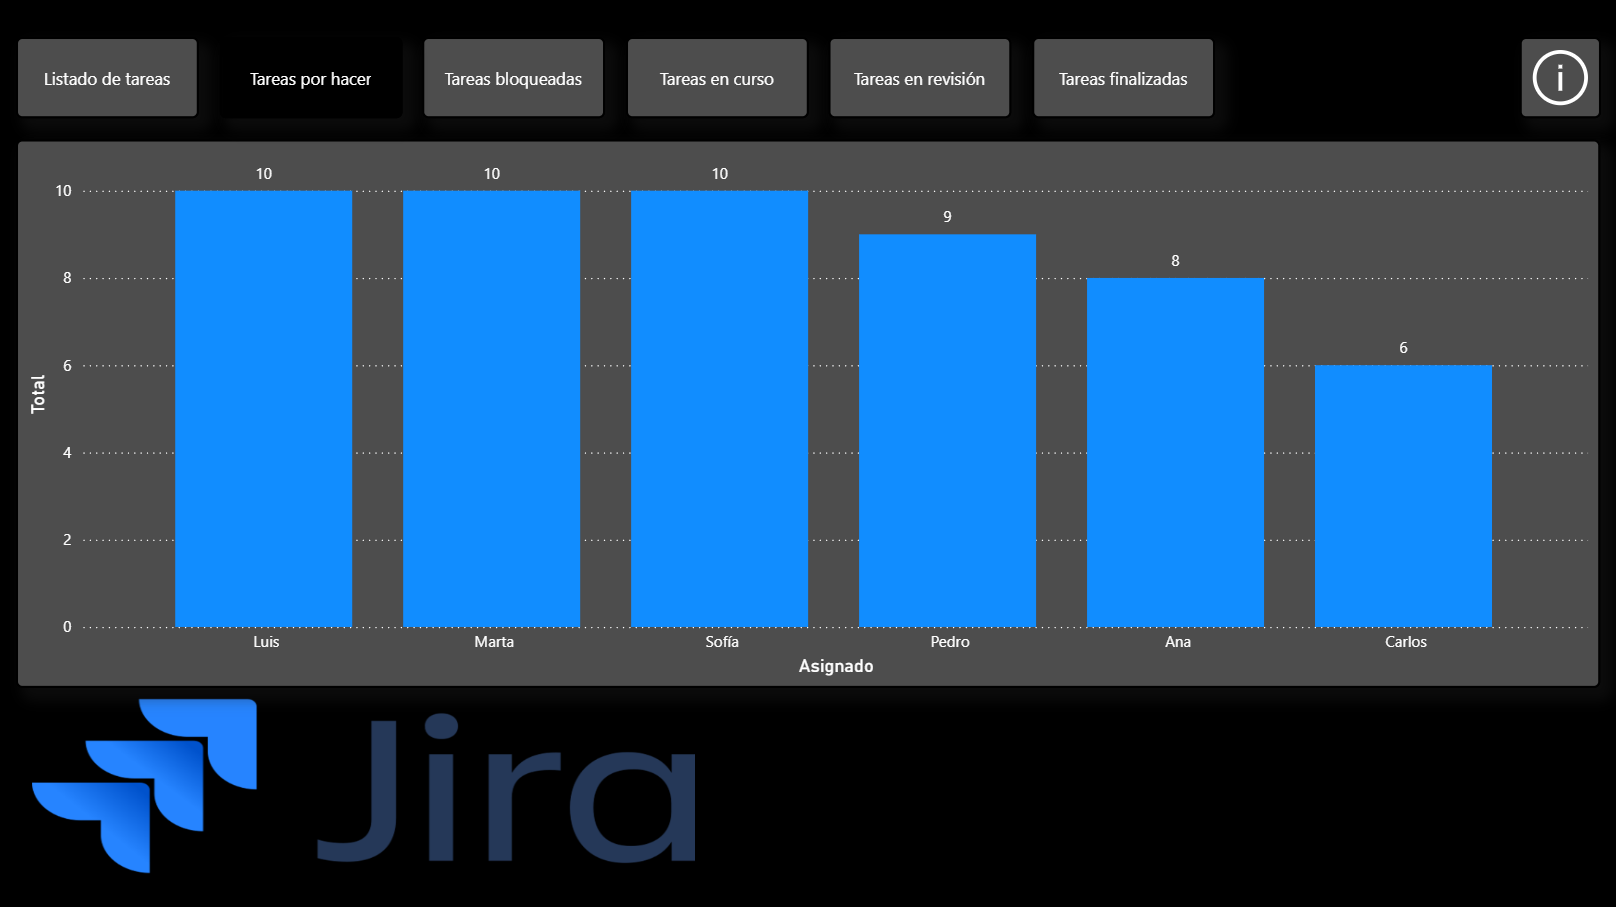 Listado de tareas
Tareas por hacer
Tareas bloqueadas
Tareas en curso
Tareas en revisión
Tareas finalizadas
i
10 10 10
10
9
8
8
6
6
4
2
0
Total
Luis Marta Sofía Pedro Ana Carlos
Asignado
Jira